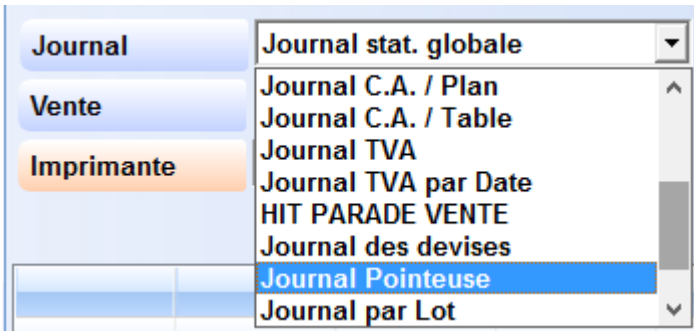 Journal
Journal stat. globale
Journal C.A. / Plan
Vente
Journal C.A. / Table
Journal TVA
Imprimante
Journal TVA par Date
HIT PARADE VENTE
Journal des devises
Journal Pointeuse
Journal par Lot